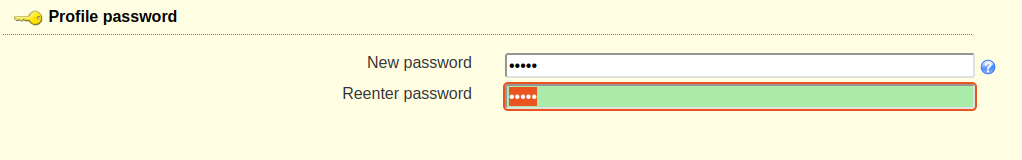 Profile password
New password •••••
Reenter password •••••